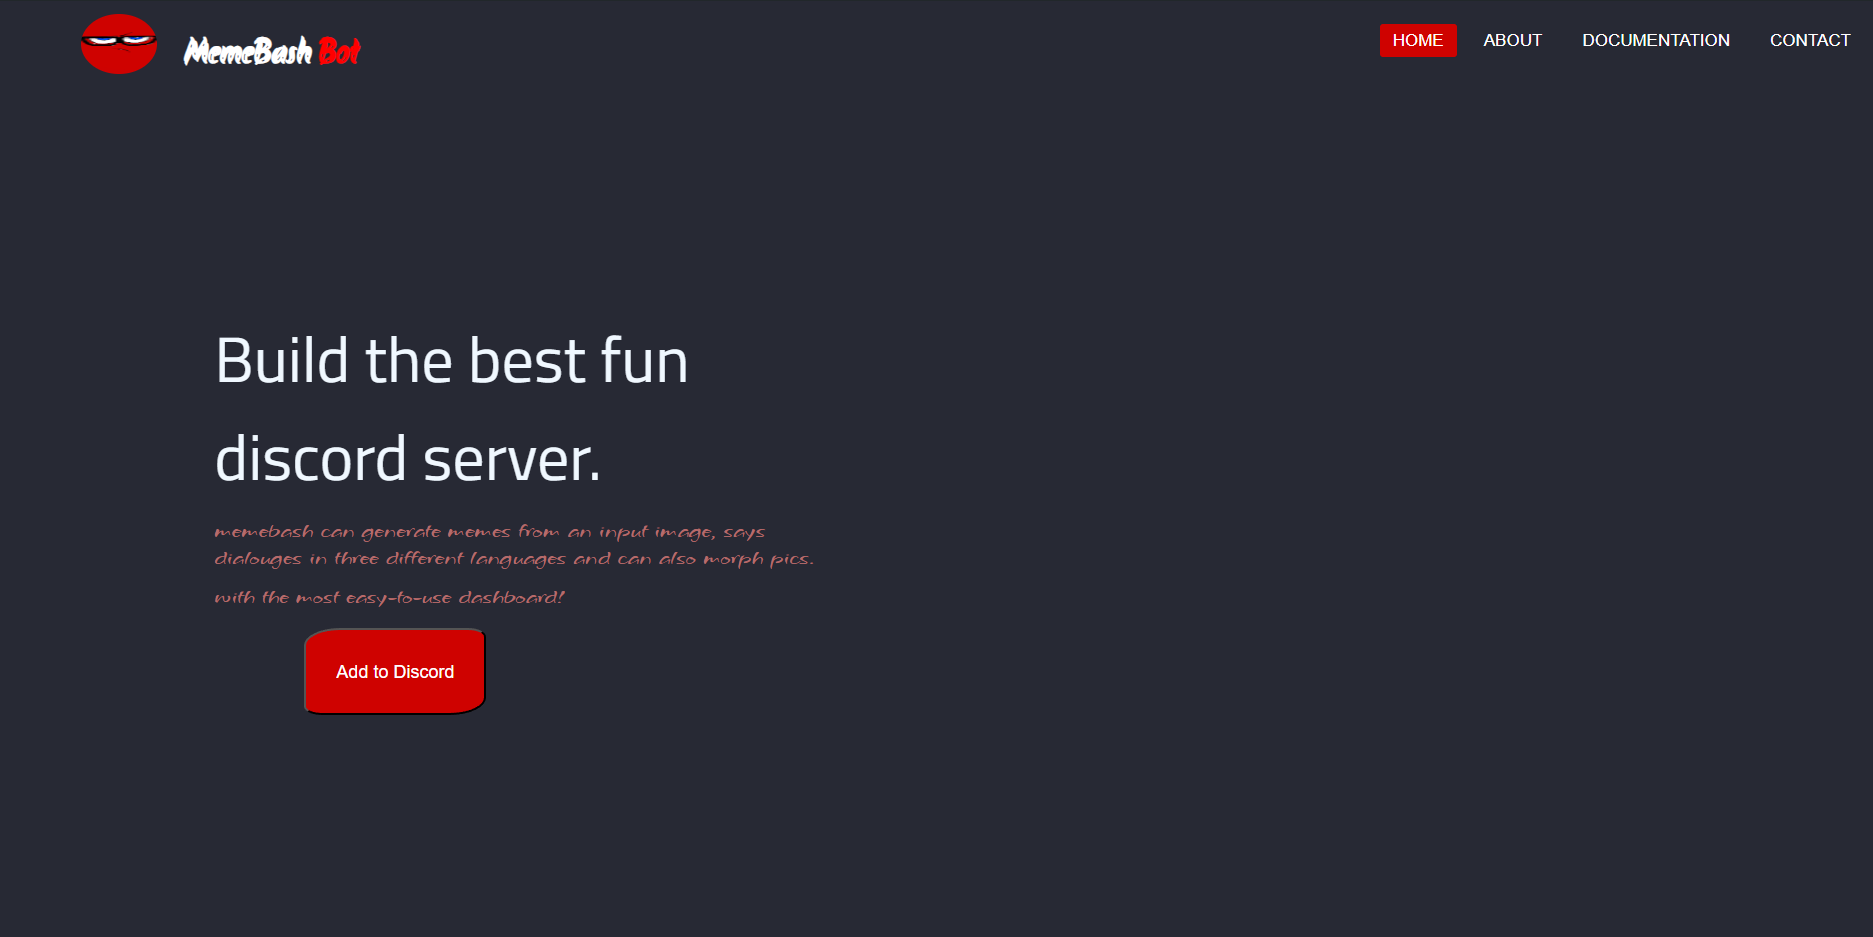 MemeBash Bot
HOME ABOUT DOCUMENTATION CONTACT
Build the best fun
discord server.
memebash can generate memes from an input image, says
dialouges in three different languages and can also morph pics.
with the most easy-to-use dashboard!
Add to Discord